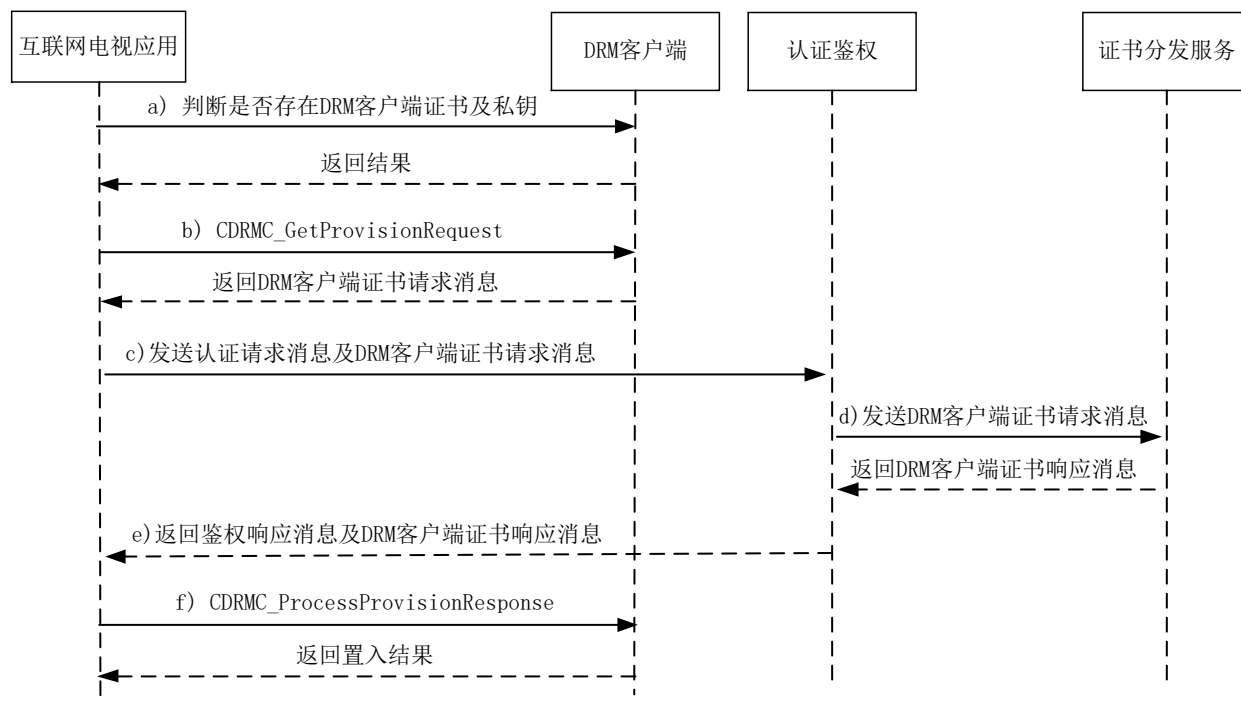 互联网电视应用
DRM客户端
认证鉴权
证书分发服务
a) 判断是否存在DRM客户端证书及私钥
返回结果
b) CDRMC_GetProvisionRequest
返回DRM客户端证书请求消息
c)发送认证请求消息及DRM客户端证书请求消息
d)发送DRM客户端证书请求消息
返回DRM客户端证书响应消息
e)返回鉴权响应消息及DRM客户端证书响应消息
f) CDRMC_ProcessProvisionResponse
返回置入结果